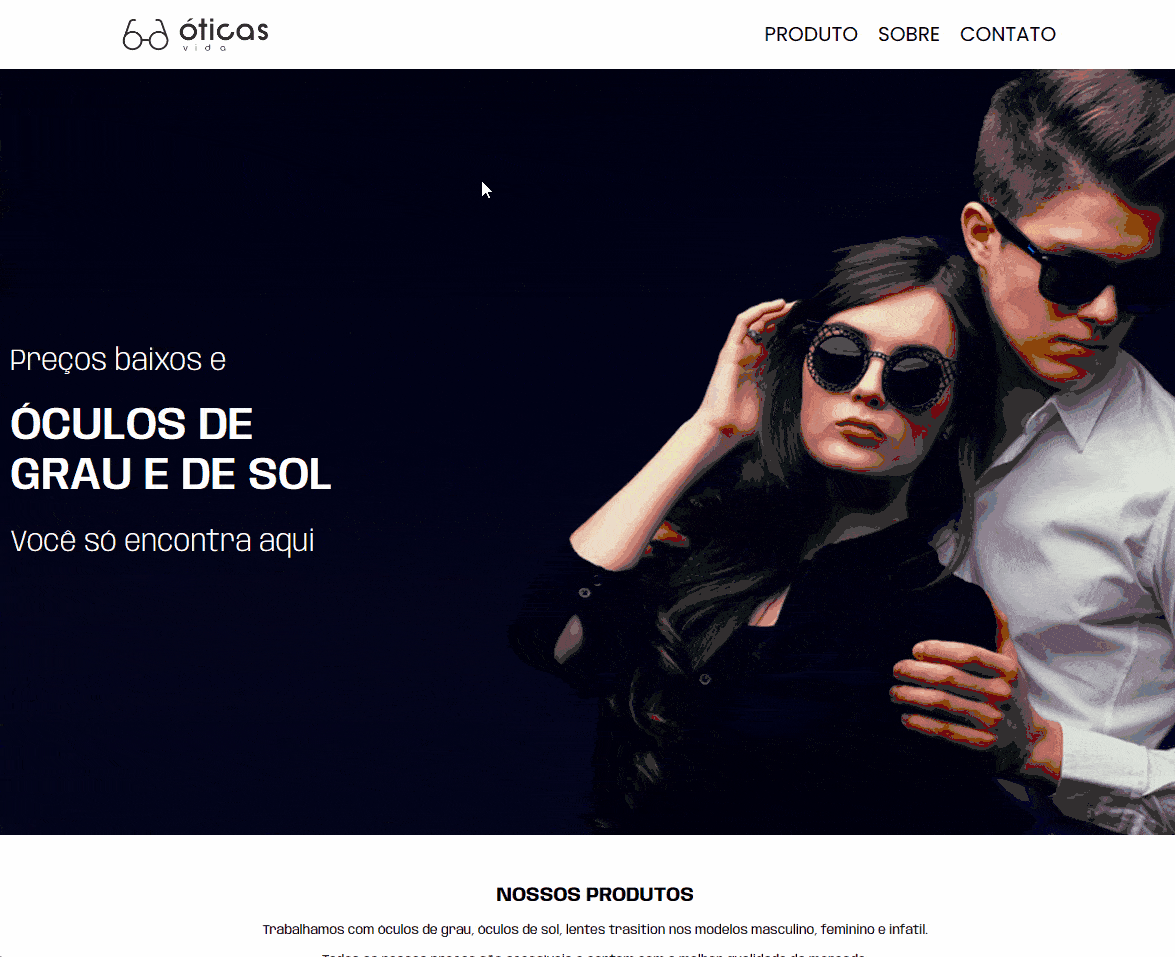 óticas
vida
PRODUTO SOBRE CONTATO
Preços baixos e
ÓCULOS DE
GRAU E DE SOL
Você só encontra aqui
NOSSOS PRODUTOS
Trabalhamos com óculos de grau, óculos de sol, lentes trasition nos modelos masculino, feminino e infatil.